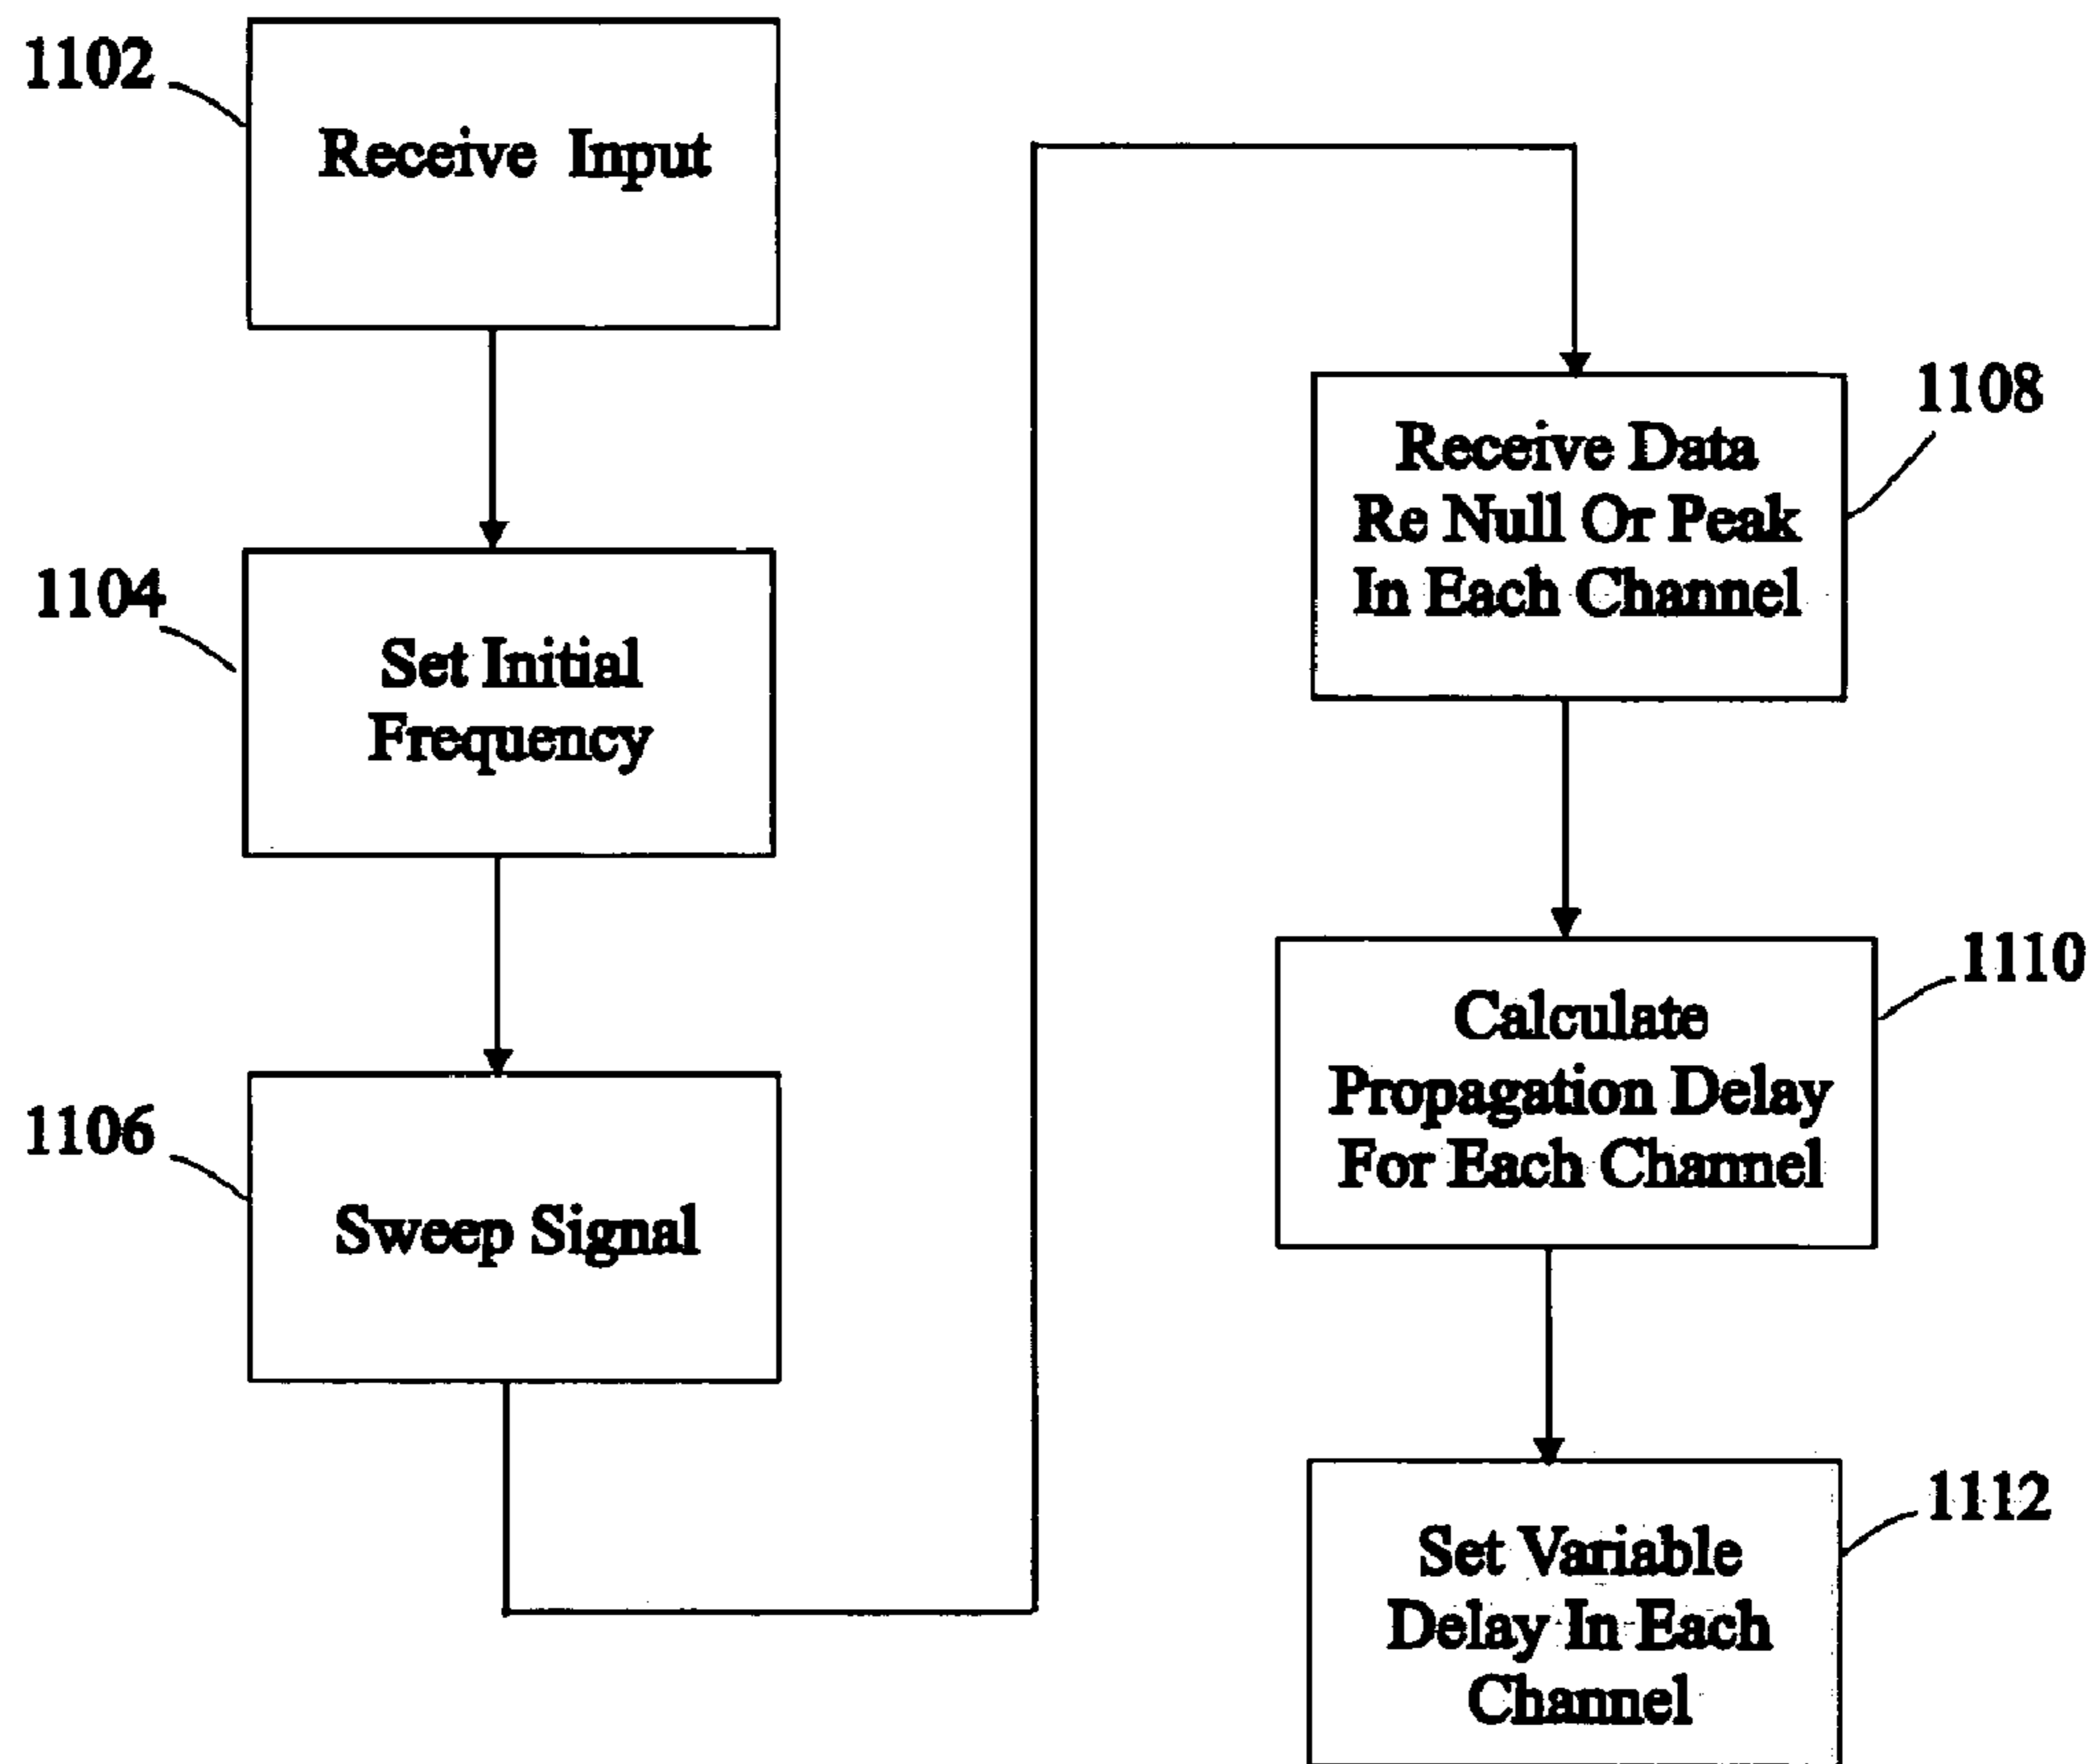 1102
Receive Input
1104
Set Initial
Frequency
1106
Sweep Signal
1108
Receive Data
Re Null Or Peak
In Each Channel
1110
Calculate
Propagation Delay
For Each Channel
1112
Set Variable
Delay In Each
Channel